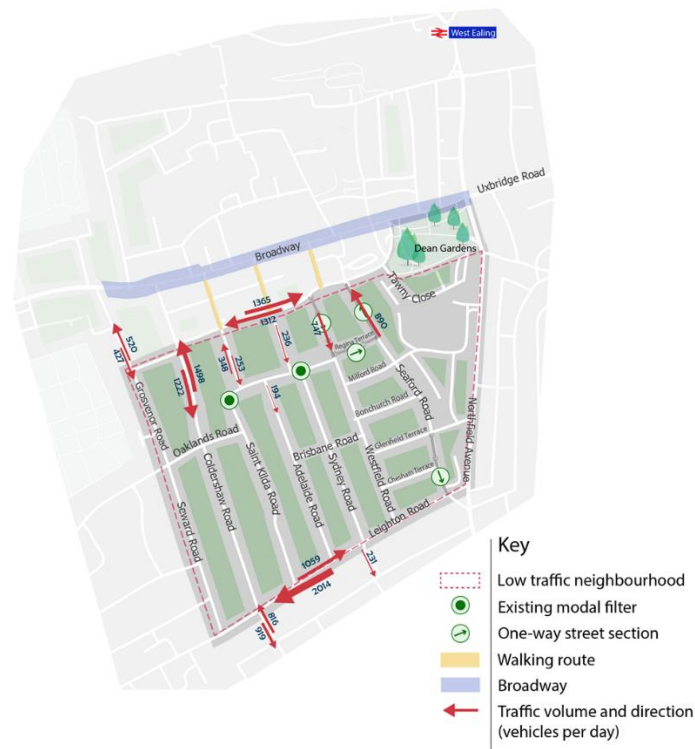 West Ealing
Uxbridge Road
Broadway
Dean Gardens
Tawny Close
1365
1312
520
427
236
747
890
Regina Terrace
1498
1222
253
348
Milford Road
194
Grosvenor Road
Seaford Road
Bonchurch Road
Northfield Avenue
Oaklands Road
Brisbane Road
Glenfield Terrace
Coldershaw Road
Saint Kilda Road
Adelaide Road
Sydney Road
Westfield Road
Chesham Terrace
Seward Road
Leighton Road
1059
2014
231
816
919
Key
Low traffic neighbourhood
Existing modal filter
One-way street section
Walking route
Broadway
Traffic volume and direction
(vehicles per day)